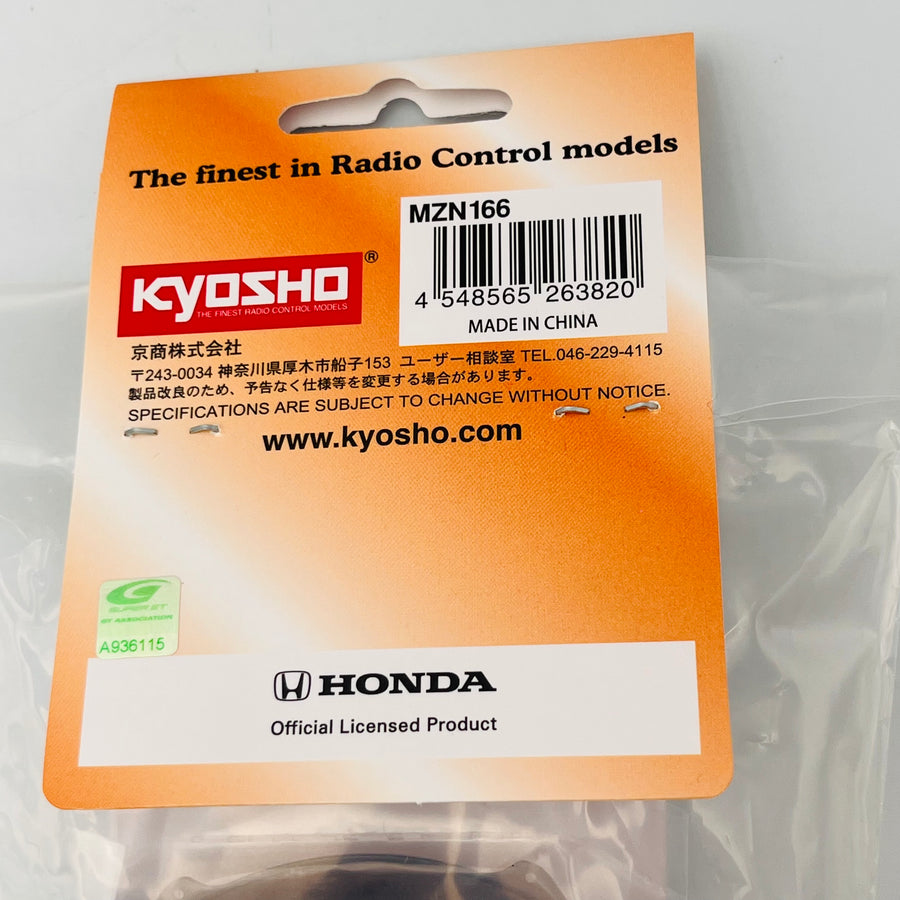 The finest in Radio Control models
MZN166
4 548565 263820
MADE IN CHINA
KYOSHO®
THE FINEST RADIO CONTROL MODELS
京商株式会社
〒243-0034 神奈川県厚木市船子153 ユーザー相談室 TEL.046-229-4115
製品改良のため、予告なく仕様等を変更する場合があります。
SPECIFICATIONS ARE SUBJECT TO CHANGE WITHOUT NOTICE.
www.kyosho.com
SUPER GT
GT ASSOCIATION
A936115
HONDA
Official Licensed Product